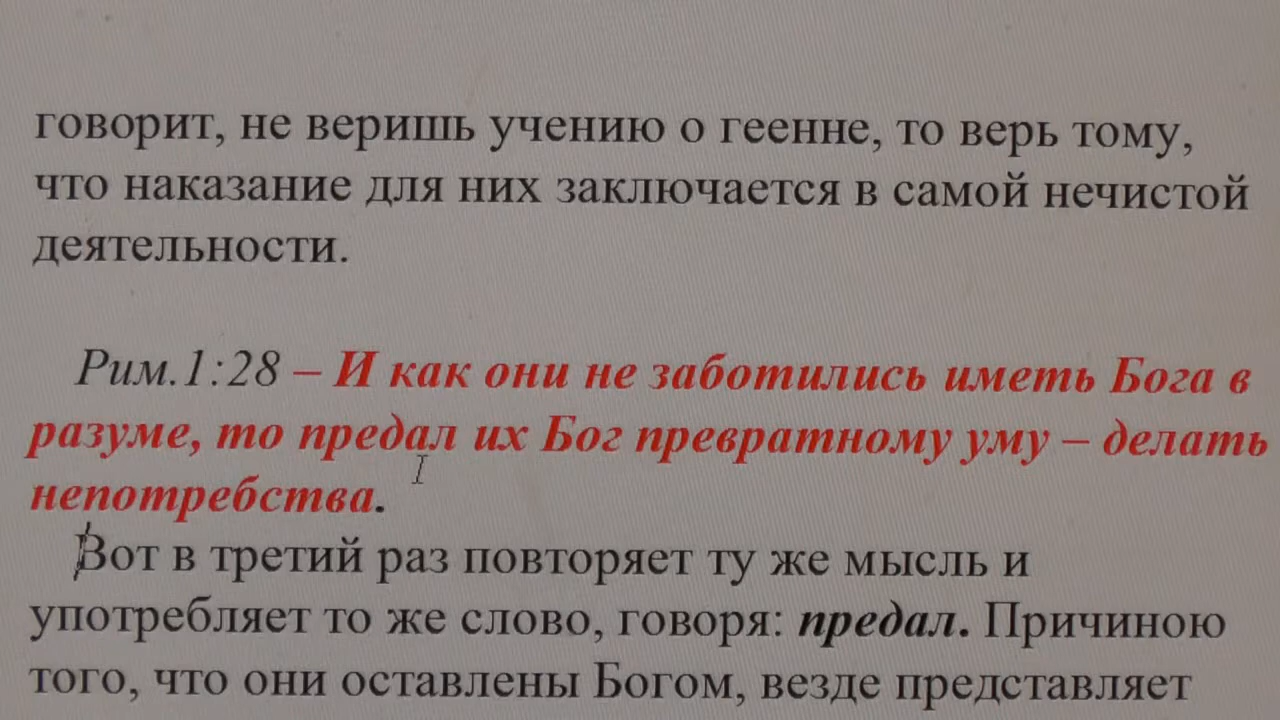 говорит, не веришь учению о геенне, то верь тому,
что наказание для них заключается в самой нечистой
деятельности.
Рим.1:28 – И как они не заботились иметь Бога в
разуме, то предал их Бог превратному уму – делать
непотребства.
Вот в третий раз повторяет ту же мысль и
употребляет то же слово, говоря: предал. Причиною
того, что они оставлены Богом, везде представляет